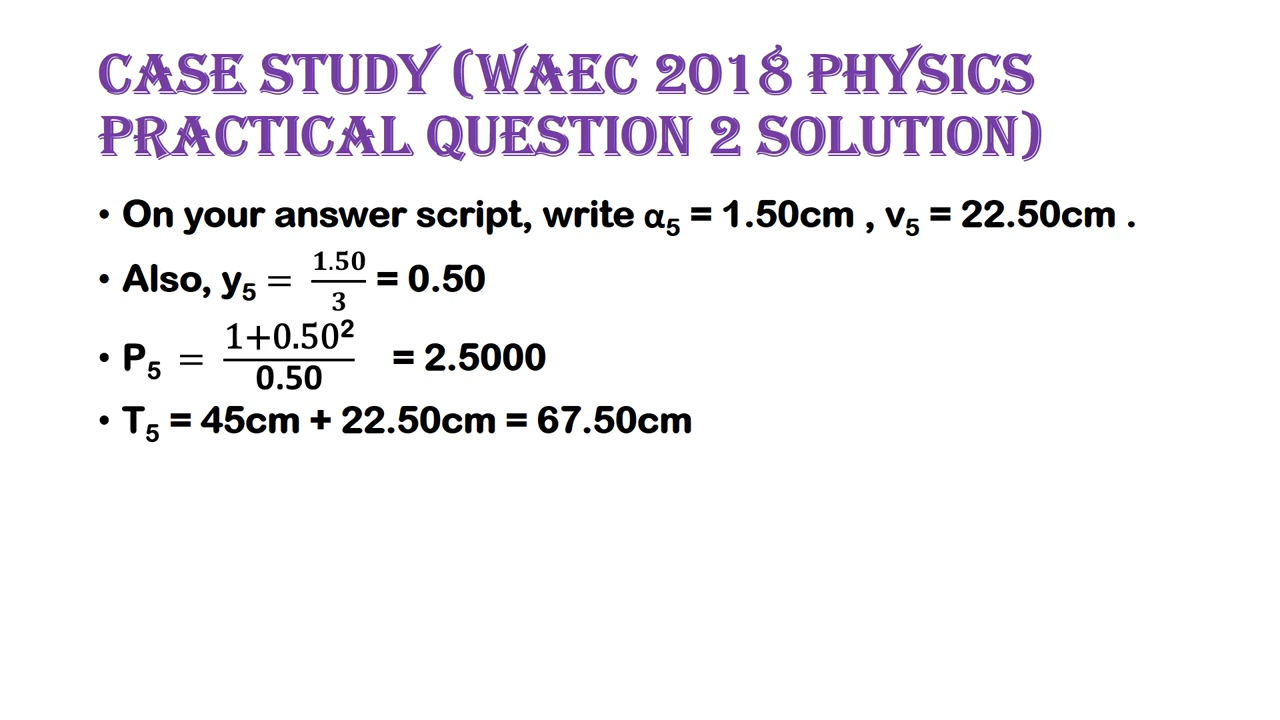 CASE STUDY (WAEC 2018 PHYSICS
PRACTICAL QUESTION 2 SOLUTION)
• On your answer script, write α₅ = 1.50cm , v₅ = 22.50cm .
• Also, y₅ = 1.50/3 = 0.50
• P₅ = 1+0.50²/0.50 = 2.5000
• T₅ = 45cm + 22.50cm = 67.50cm